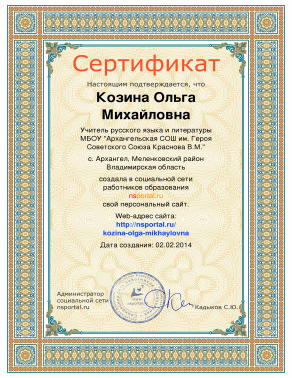 Сертификат
Настоящим подтверждается, что
Козина Ольга
Михайловна
Учитель русского языка и литературы
МБОУ "Архангельская СОШ им. Героя
Советского Союза Краснова В.М."
с. Архангел, Меленковский район
Владимирская область
создала в социальной сети
работников образования
nsportal.ru
свой персональный сайт.
Web-адрес сайта:
http://nsportal.ru/
kozina-olga-mikhaylovna
Дата создания: 02.02.2014
Администратор
социальной сети
nsportal.ru
Кадыков С.Ю.